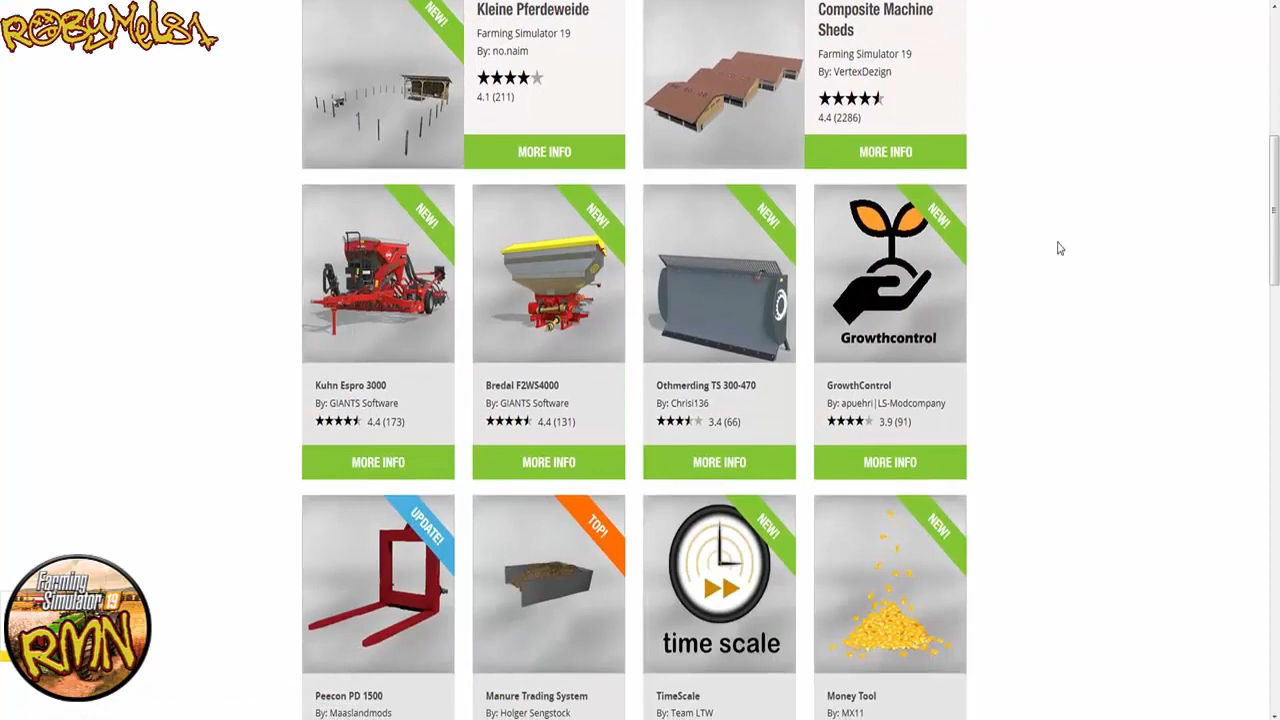 RobyMel81
NEW!
Kleine Pferdeweide
Farming Simulator 19
By: no.naim
4.1 (211)
MORE INFO
Composite Machine
Sheds
Farming Simulator 19
By: VertexDezign
4.4 (2286)
MORE INFO
NEW!
Kuhn Espro 3000
By: GIANTS Software
4.4 (173)
MORE INFO
NEW!
Bredal F2WS4000
By: GIANTS Software
4.4 (131)
MORE INFO
NEW!
Othmerding TS 300-470
By: Chrisi136
3.4 (66)
MORE INFO
NEW!
Growthcontrol
GrowthControl
By: apuehri|LS-Modcompany
3.9 (91)
MORE INFO
UPDATE!
Peecon PD 1500
By: Maaslandmods
TOP!
Manure Trading System
By: Holger Sengstock
NEW!
time scale
TimeScale
By: Team LTW
NEW!
Money Tool
By: MX11
Farming
Simulator 19
RMN